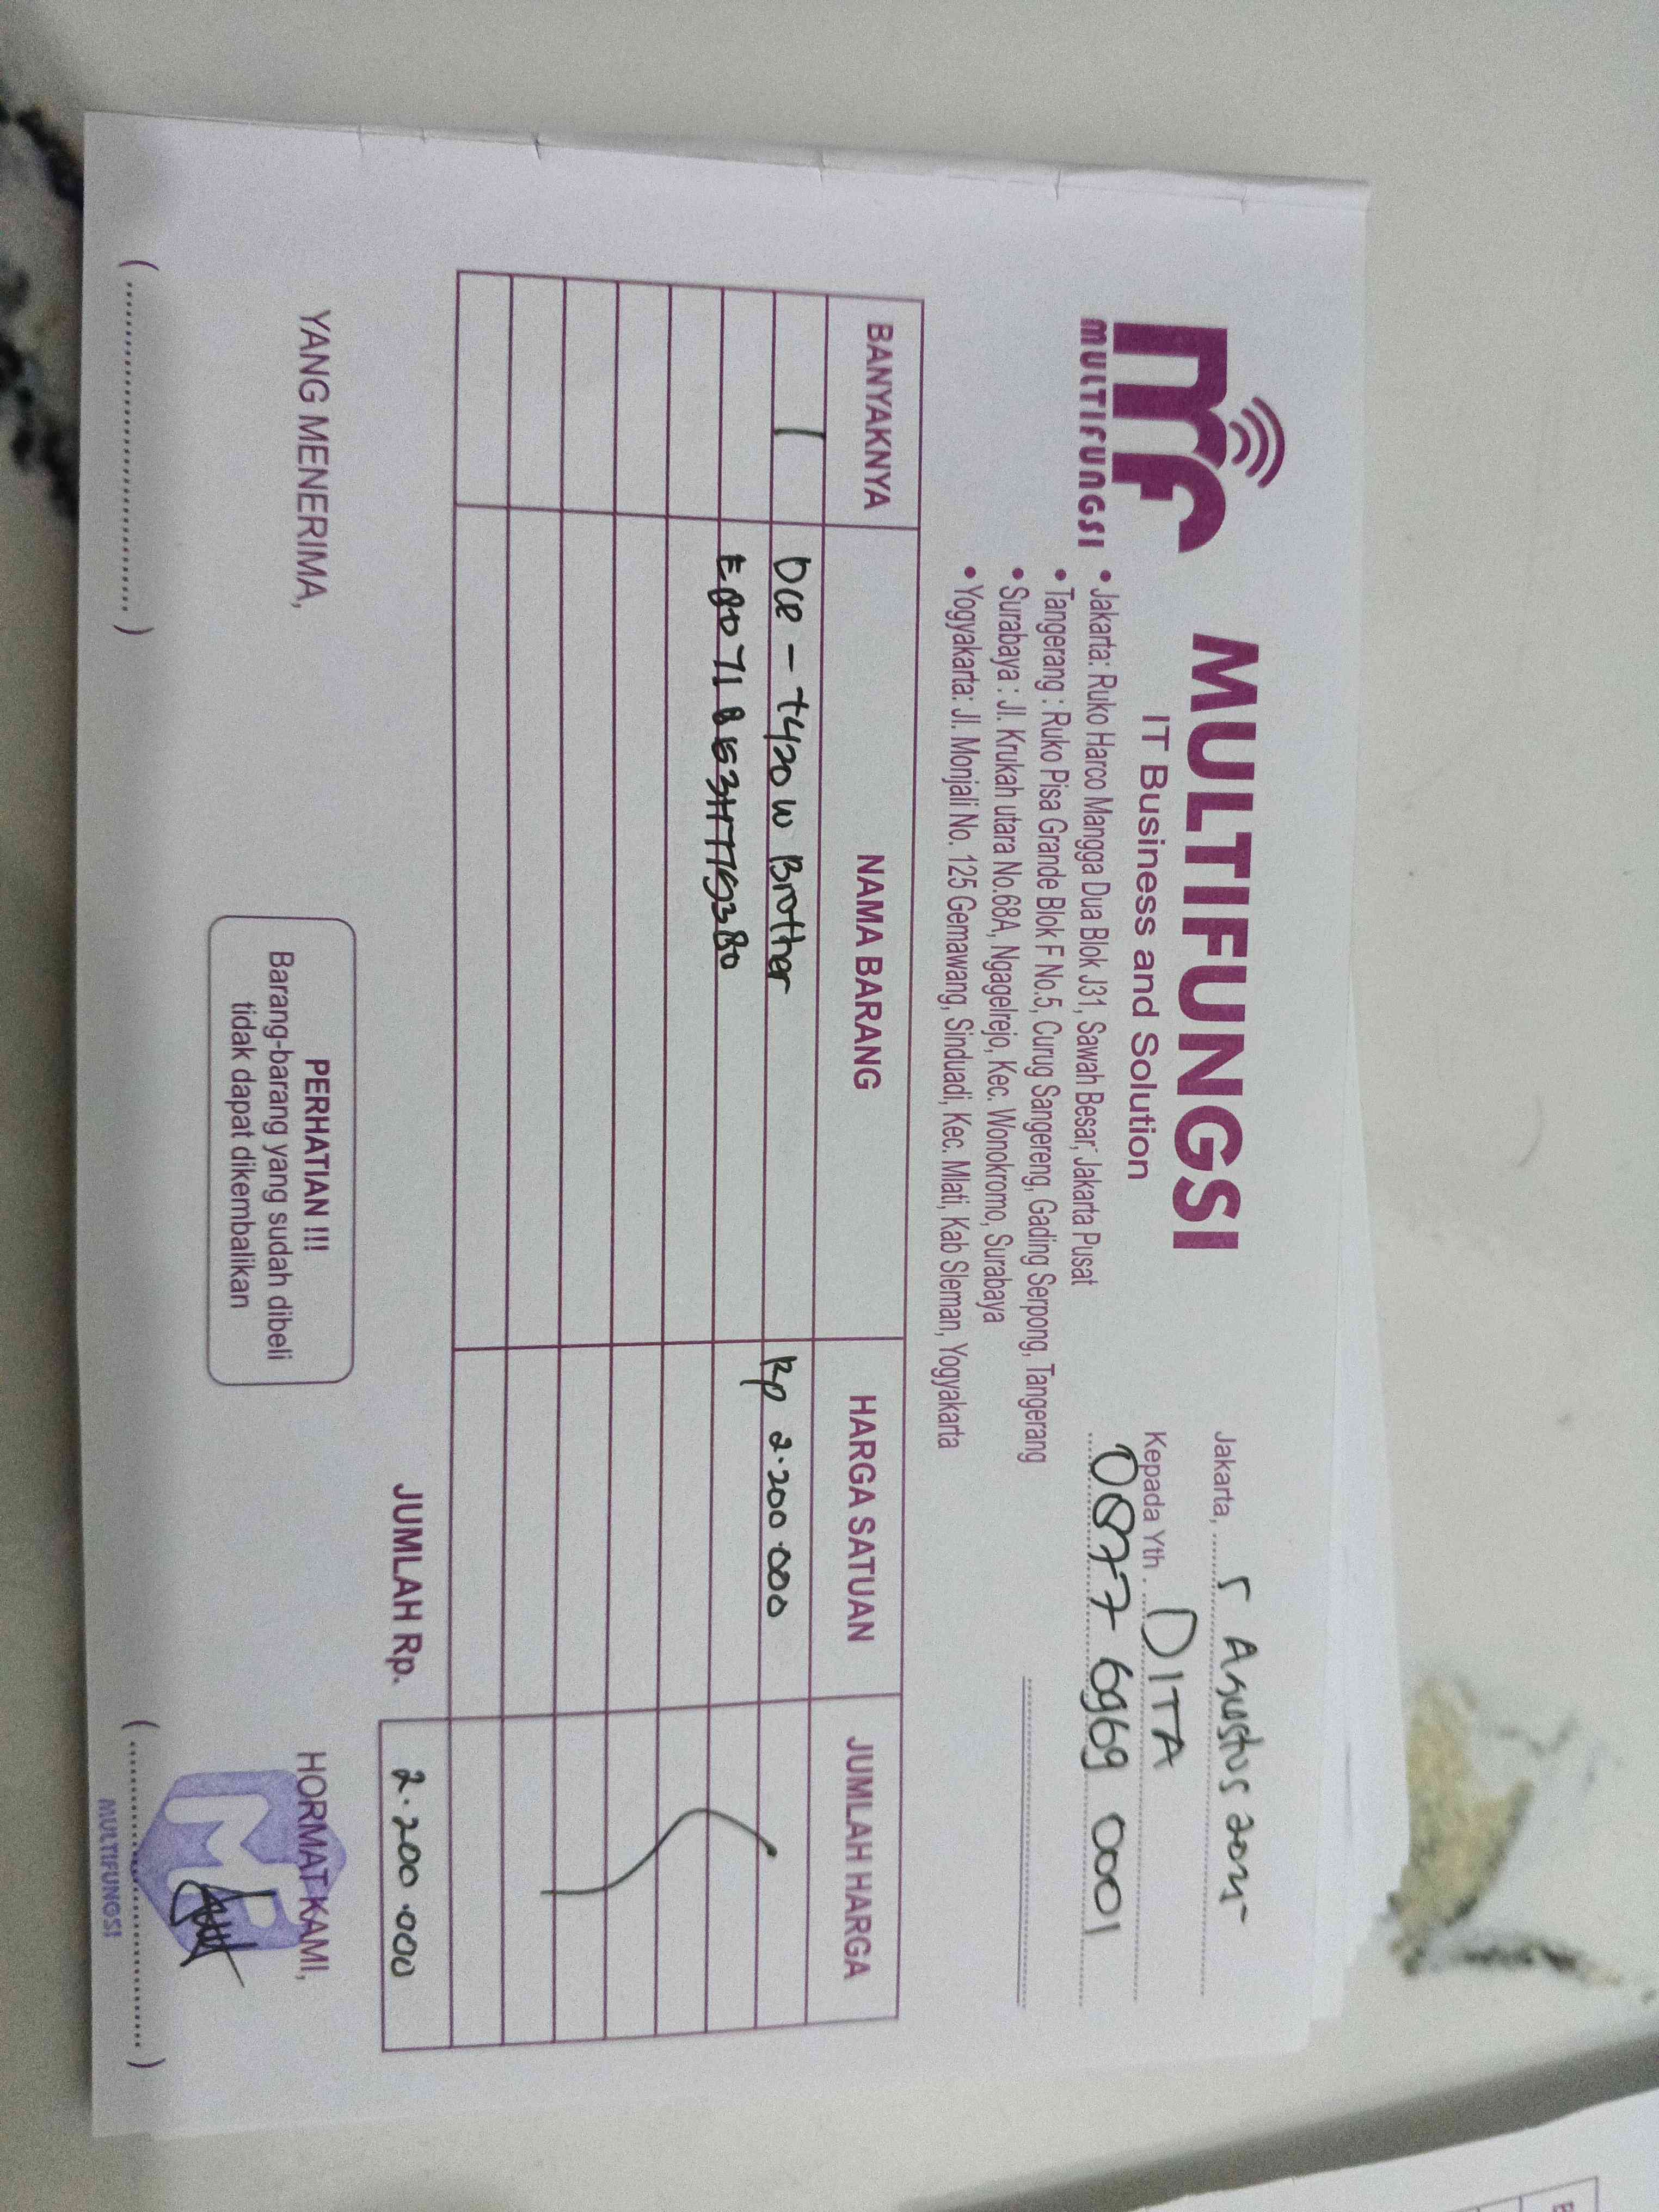 MULTIFUNGSI
MULTIFUNGSI
IT Business and Solution
• Jakarta: Ruko Harco Mangga Dua Blok J31, Sawah Besar, Jakarta Pusat
• Tangerang : Ruko Pisa Grande Blok F No.5, Curug Sangereng, Gading Serpong, Tangerang
• Surabaya : Jl. Krukah utara No.68A, Ngagelrejo, Kec. Wonokromo, Surabaya
• Yogyakarta: Jl. Monjali No. 125 Gemawang, Sinduadi, Kec. Mlati, Kab Sleman, Yogyakarta
Jakarta, 5 Agustus 2025
Kepada Yth. DITA
0877 6969 0001
BANYAKNYA NAMA BARANG HARGA SATUAN JUMLAH HARGA
1 DCP - T420 W Brother Rp 2.200.000
JUMLAH Rp. 2.200.000
YANG MENERIMA,
PERHATIAN !!!
Barang-barang yang sudah dibeli
tidak dapat dikembalikan
HORMAT KAMI,
MULTIFUNGSI